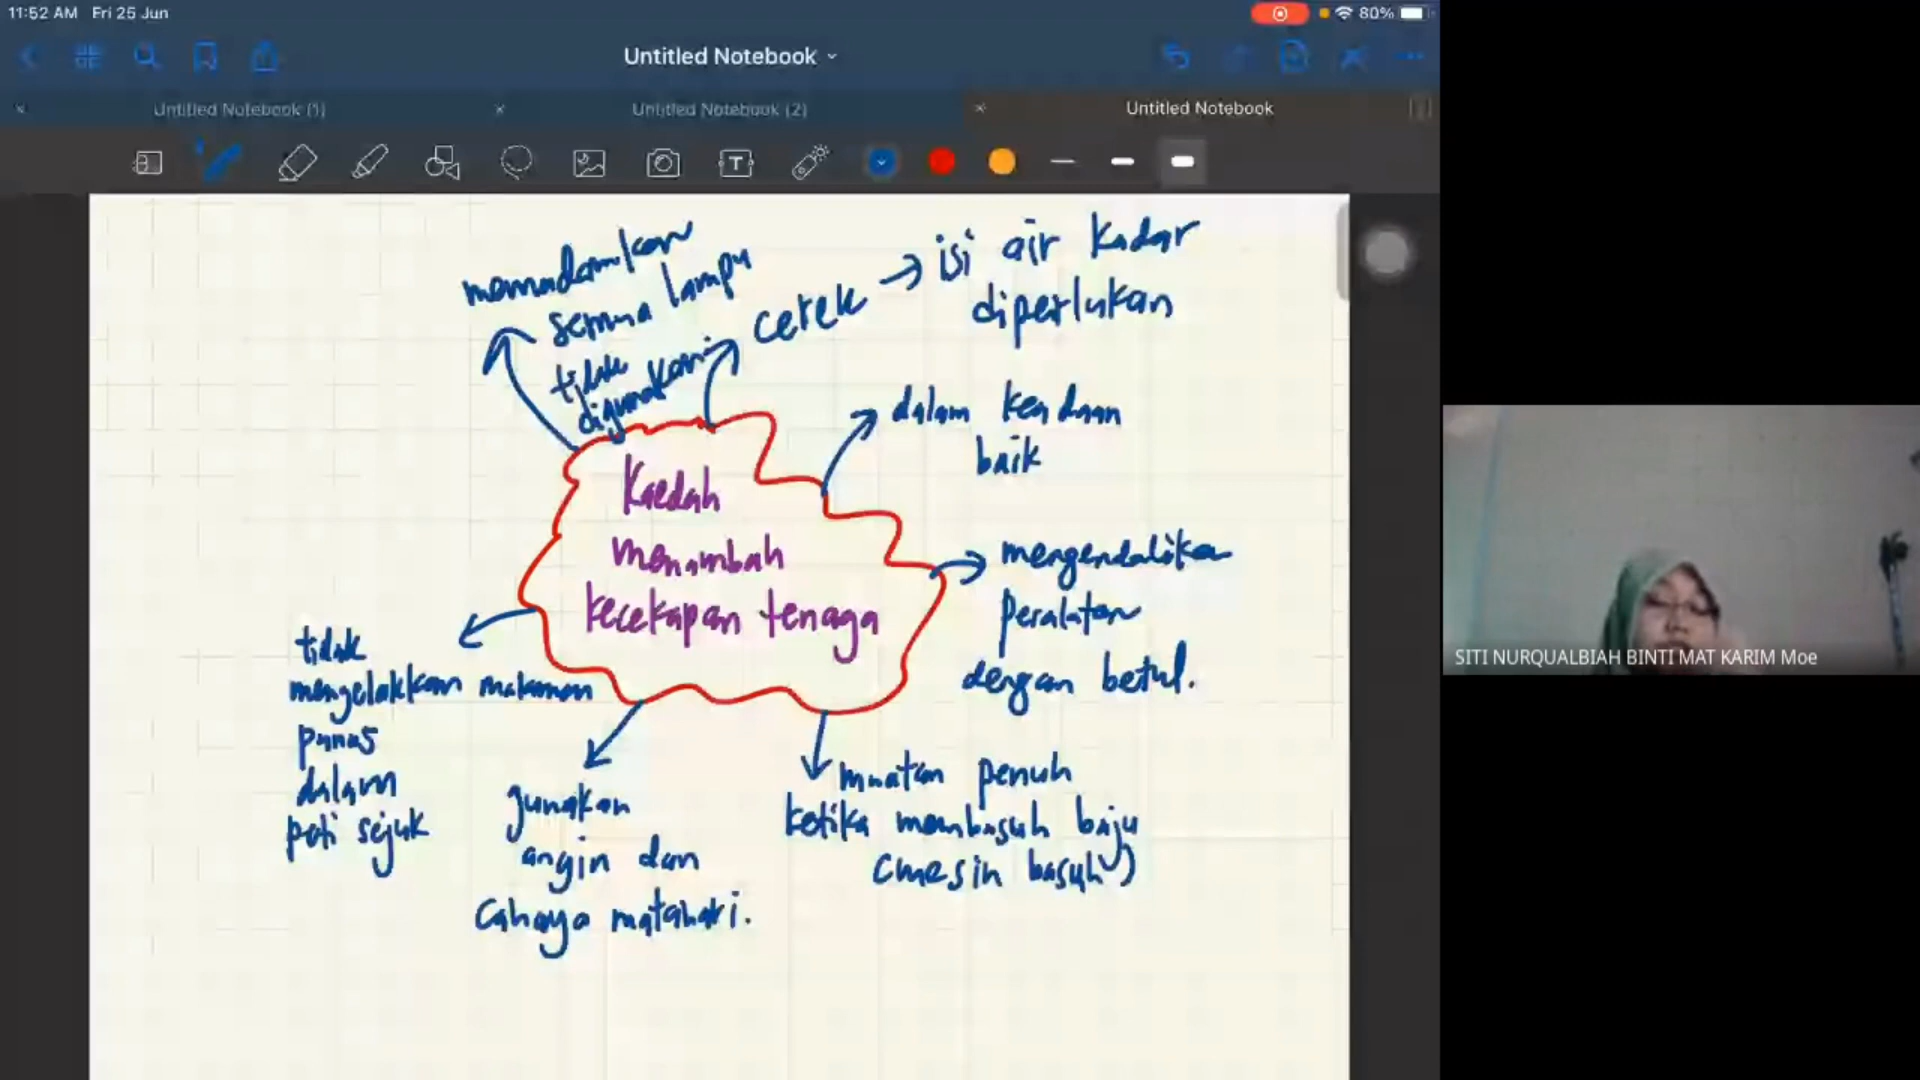 11:52 AM Fri 25 Jun
80%
Untitled Notebook
Untitled Notebook (1)
Untitled Notebook (2)
Untitled Notebook
T
memadamkan
semua lampu
tidak
digunakan
cerek → isi air kadar
diperlukan
dalam keadaan
baik
Kaedah
menambah
kecekapan tenaga
mengendalika
peralatan
dengan betul.
tidak
mengelakkan makanan
panas
dalam
peti sejuk
gunakan
angin dan
Cahaya matahari.
muatan penuh
ketika membasuh baju
(mesin basuh)
SITI NURQUALBIAH BINTI MAT KARIM Moe